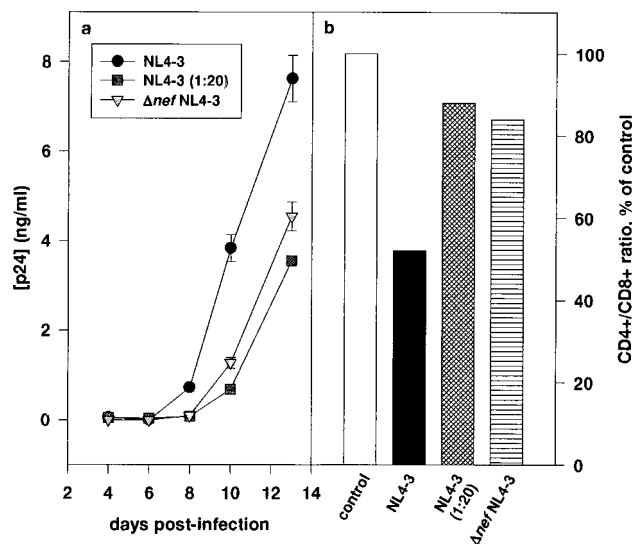 a
NL4-3
NL4-3 (1:20)
Δnef NL4-3
[p24] (ng/ml)
8
6
4
2
0
2
4
6
8
10
12
14
days post-infection
b
100
80
60
40
20
0
CD4+/CD8+ ratio, % of control
control
NL4-3
NL4-3
(1:20)
Δnef NL4-3